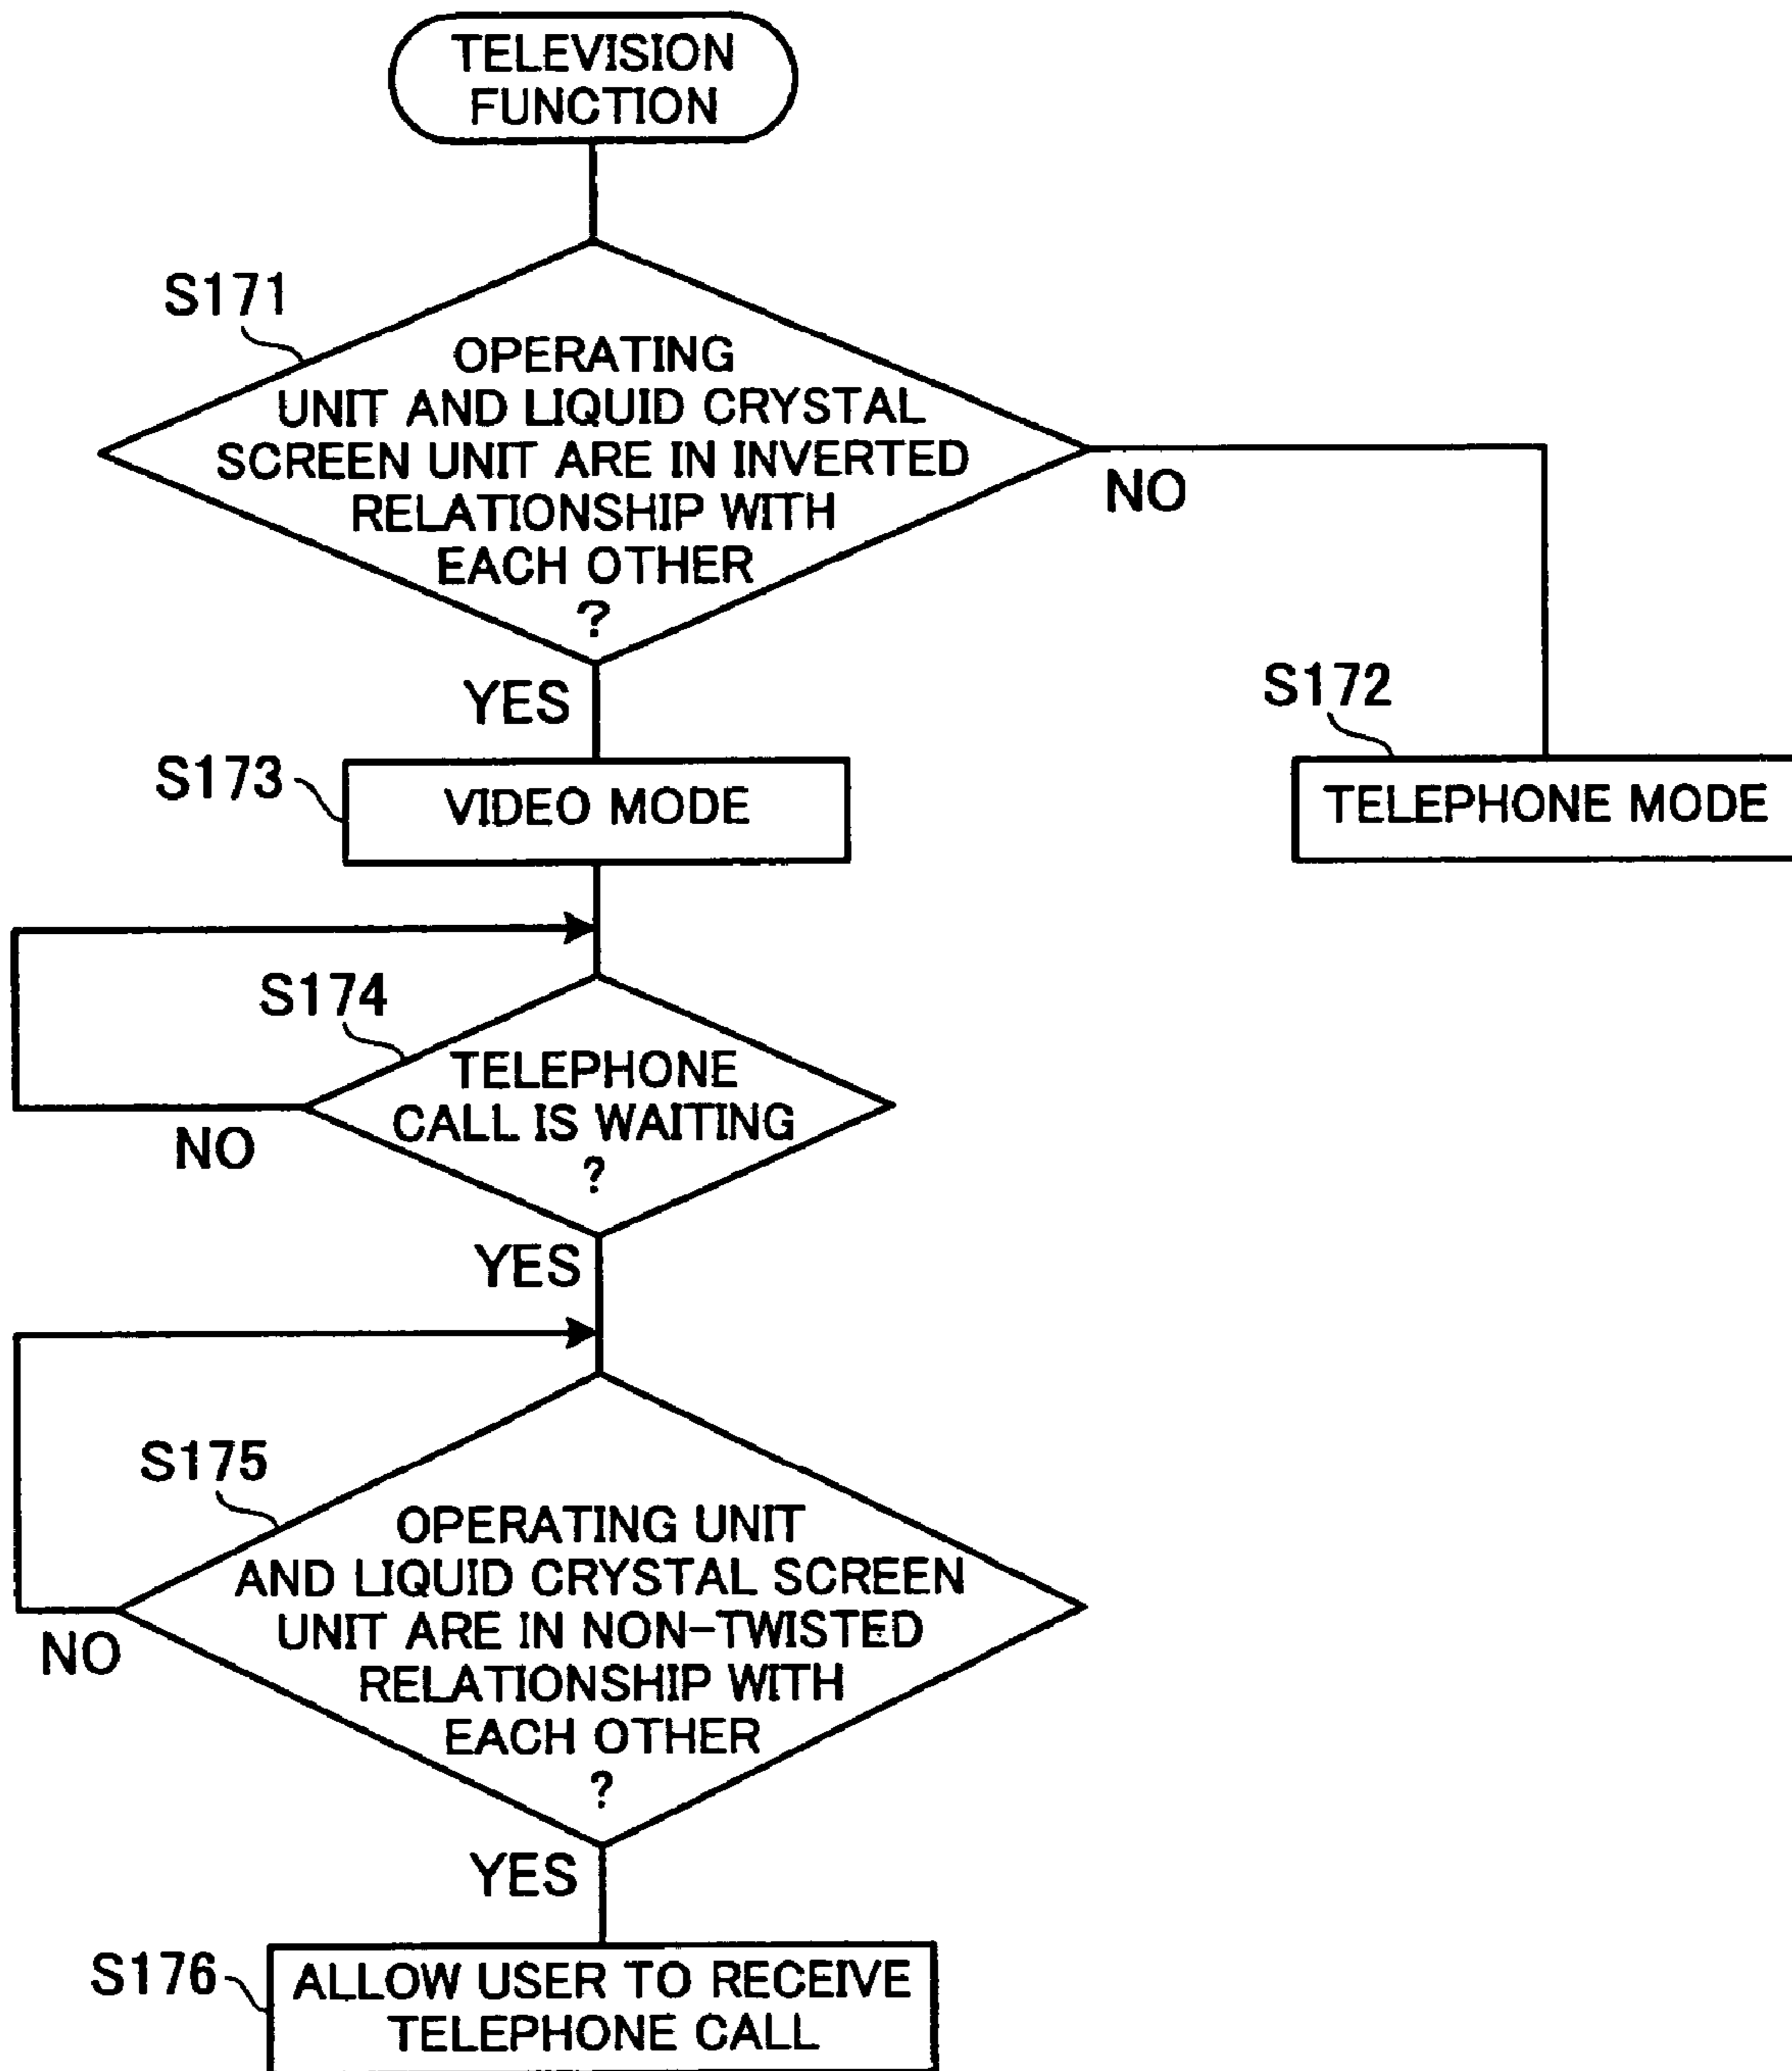 TELEVISION
FUNCTION
S171
OPERATING
UNIT AND LIQUID CRYSTAL
SCREEN UNIT ARE IN INVERTED
RELATIONSHIP WITH
EACH OTHER
?
NO
YES
S172
TELEPHONE MODE
S173
VIDEO MODE
S174
TELEPHONE
CALL IS WAITING
?
NO
YES
S175
OPERATING UNIT
AND LIQUID CRYSTAL SCREEN
UNIT ARE IN NON-TWISTED
RELATIONSHIP WITH
EACH OTHER
?
NO
YES
S176
ALLOW USER TO RECEIVE
TELEPHONE CALL